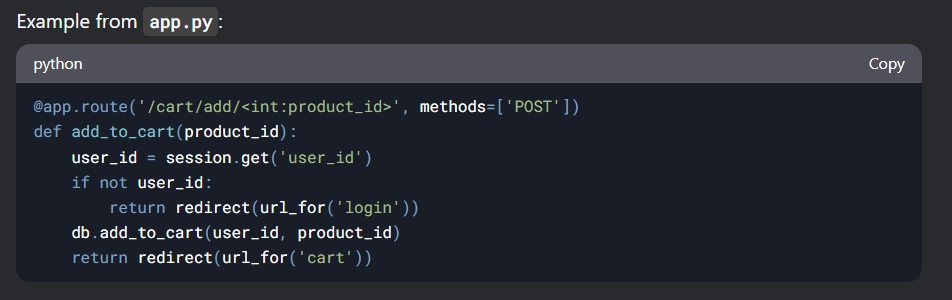 Example from app.py:
python
Copy
@app.route('/cart/add/<int:product_id>', methods=['POST'])
def add_to_cart(product_id):
    user_id = session.get('user_id')
    if not user_id:
        return redirect(url_for('login'))
    db.add_to_cart(user_id, product_id)
    return redirect(url_for('cart'))